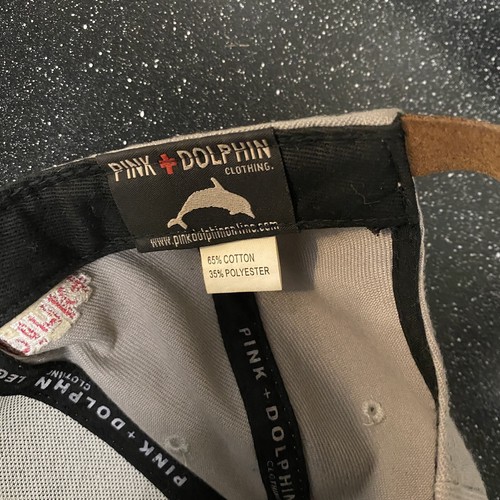 PINK + DOLPHIN
CLOTHING.
www.pinkdolphinonline.com
65% COTTON
35% POLYESTER
PINK + DOLPHIN
CLOTHING
PINK + DOLPHIN